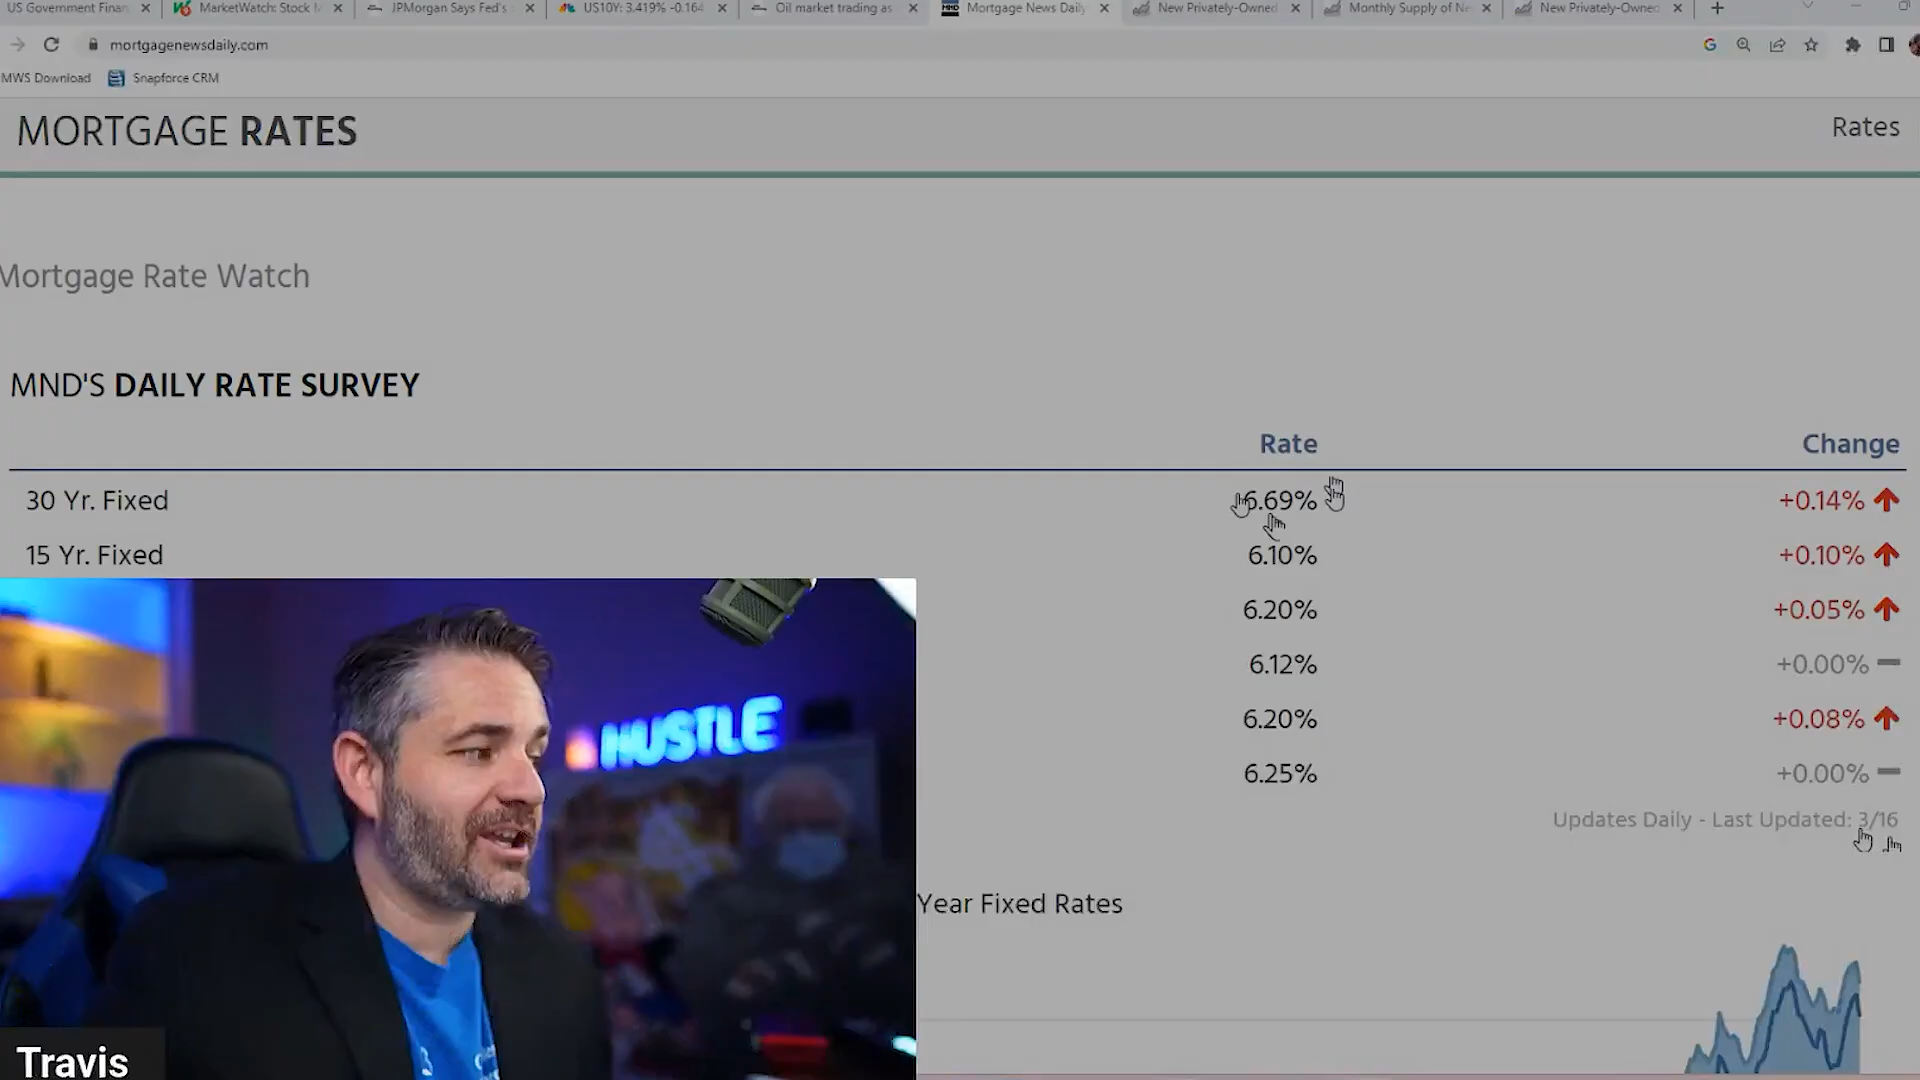 US Government Finan
MarketWatch: Stock M
JPMorgan Says Fed's
US10Y: 3.419% -0.164
Oil market trading as
Mortgage News Daily
New Privately-Owned
Monthly Supply of Ne
New Privately-Owne
mortgagenewsdaily.com
MWS Download
Snapforce CRM
MORTGAGE RATES
Rates
Mortgage Rate Watch
MND'S DAILY RATE SURVEY
Rate Change
30 Yr. Fixed 6.69% +0.14%
15 Yr. Fixed 6.10% +0.10%
6.20% +0.05%
6.12% +0.00%
6.20% +0.08%
6.25% +0.00%
Updates Daily - Last Updated: 3/16
Year Fixed Rates
HUSTLE
Travis